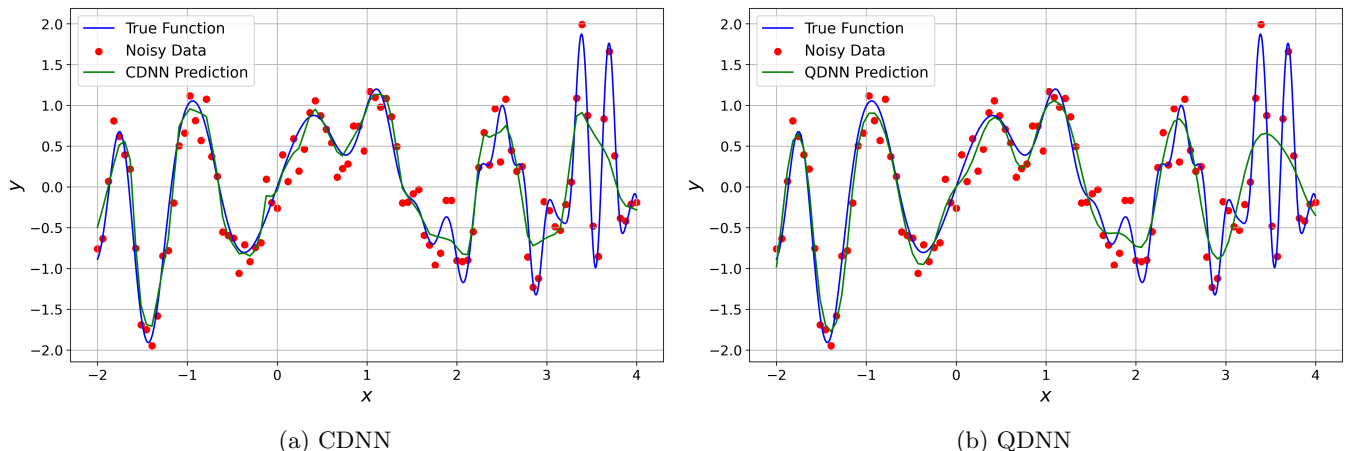 2.0
1.5
1.0
0.5
0.0
−0.5
−1.0
−1.5
−2.0
y
True Function
Noisy Data
CDNN Prediction
−2 −1 0 1 2 3 4
x
(a) CDNN
2.0
1.5
1.0
0.5
0.0
−0.5
−1.0
−1.5
−2.0
y
True Function
Noisy Data
QDNN Prediction
−2 −1 0 1 2 3 4
x
(b) QDNN